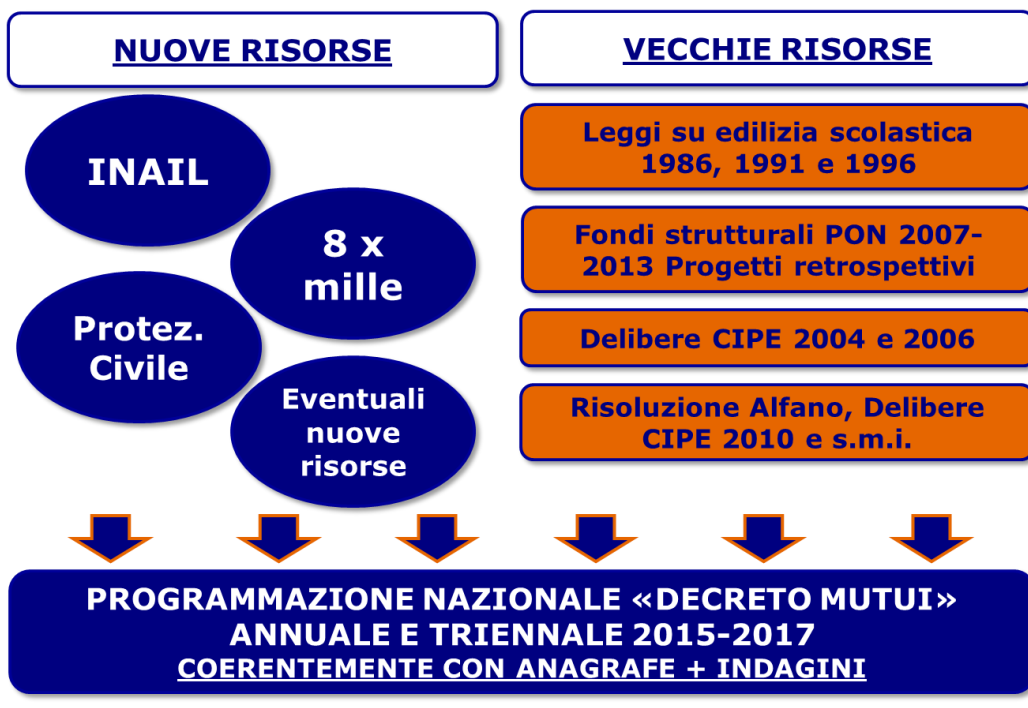 NUOVE RISORSE
INAIL
8 x
mille
Protez.
Civile
Eventuali
nuove
risorse
VECCHIE RISORSE
Leggi su edilizia scolastica
1986, 1991 e 1996
Fondi strutturali PON 2007-
2013 Progetti retrospettivi
Delibere CIPE 2004 e 2006
Risoluzione Alfano, Delibere
CIPE 2010 e s.m.i.
PROGRAMMAZIONE NAZIONALE «DECRETO MUTUI»
ANNUALE E TRIENNALE 2015-2017
COERENTEMENTE CON ANAGRAFE + INDAGINI